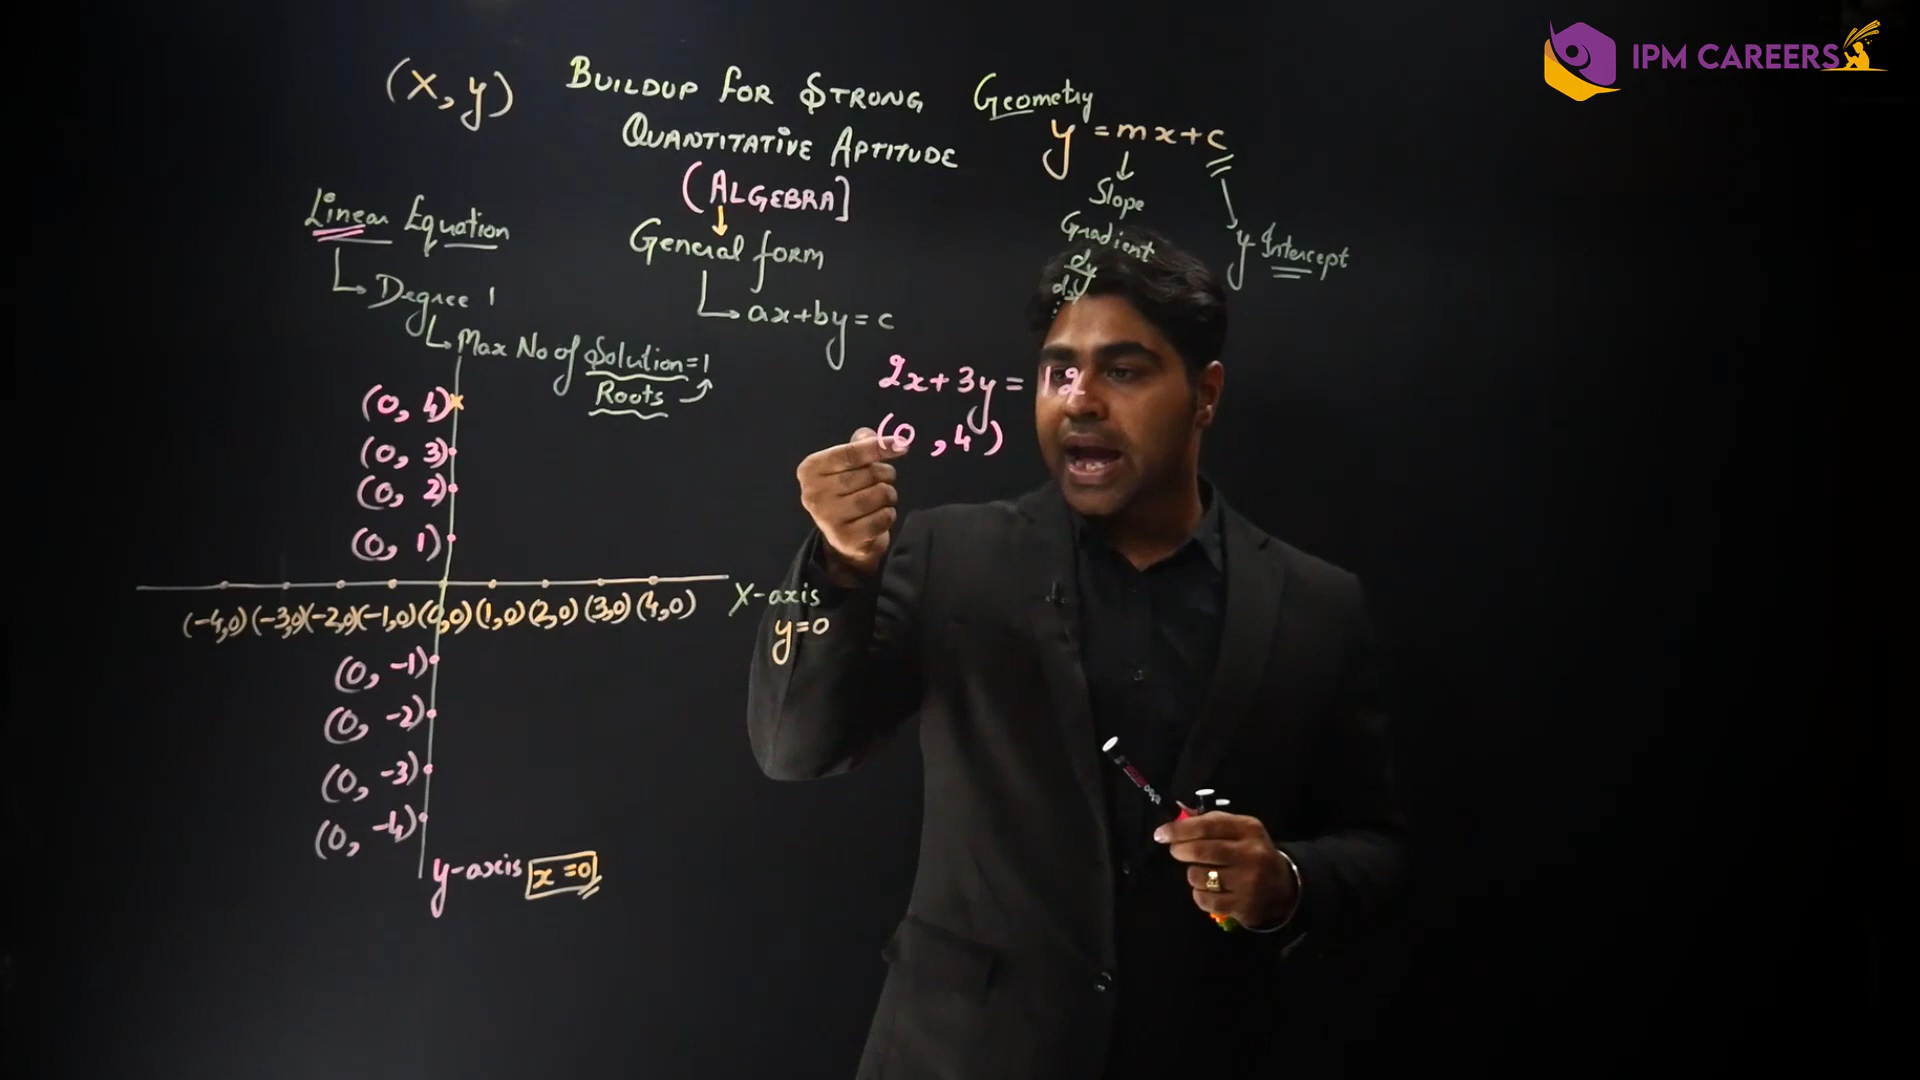 IPM CAREERS
(x, y)
BUILDUP FOR STRONG
QUANTITATIVE APTITUDE
(ALGEBRA]
Geometry
y = mx+c
Slope
Gradient
dy
dx
y-Intercept
Linear Equation
Degree 1
Max No of Solution=1
Roots
General form
ax+by=c
2x+3y=12
(0, 4)
(0, 4)
(0, 3)
(0, 2)
(0, 1)
(-4,0) (-3,0) (-2,0) (-1,0) (0,0) (1,0) (2,0) (3,0) (4,0)
X-axis
y=0
(0, -1)
(0, -2)
(0, -3)
(0, -4)
y-axis x=0